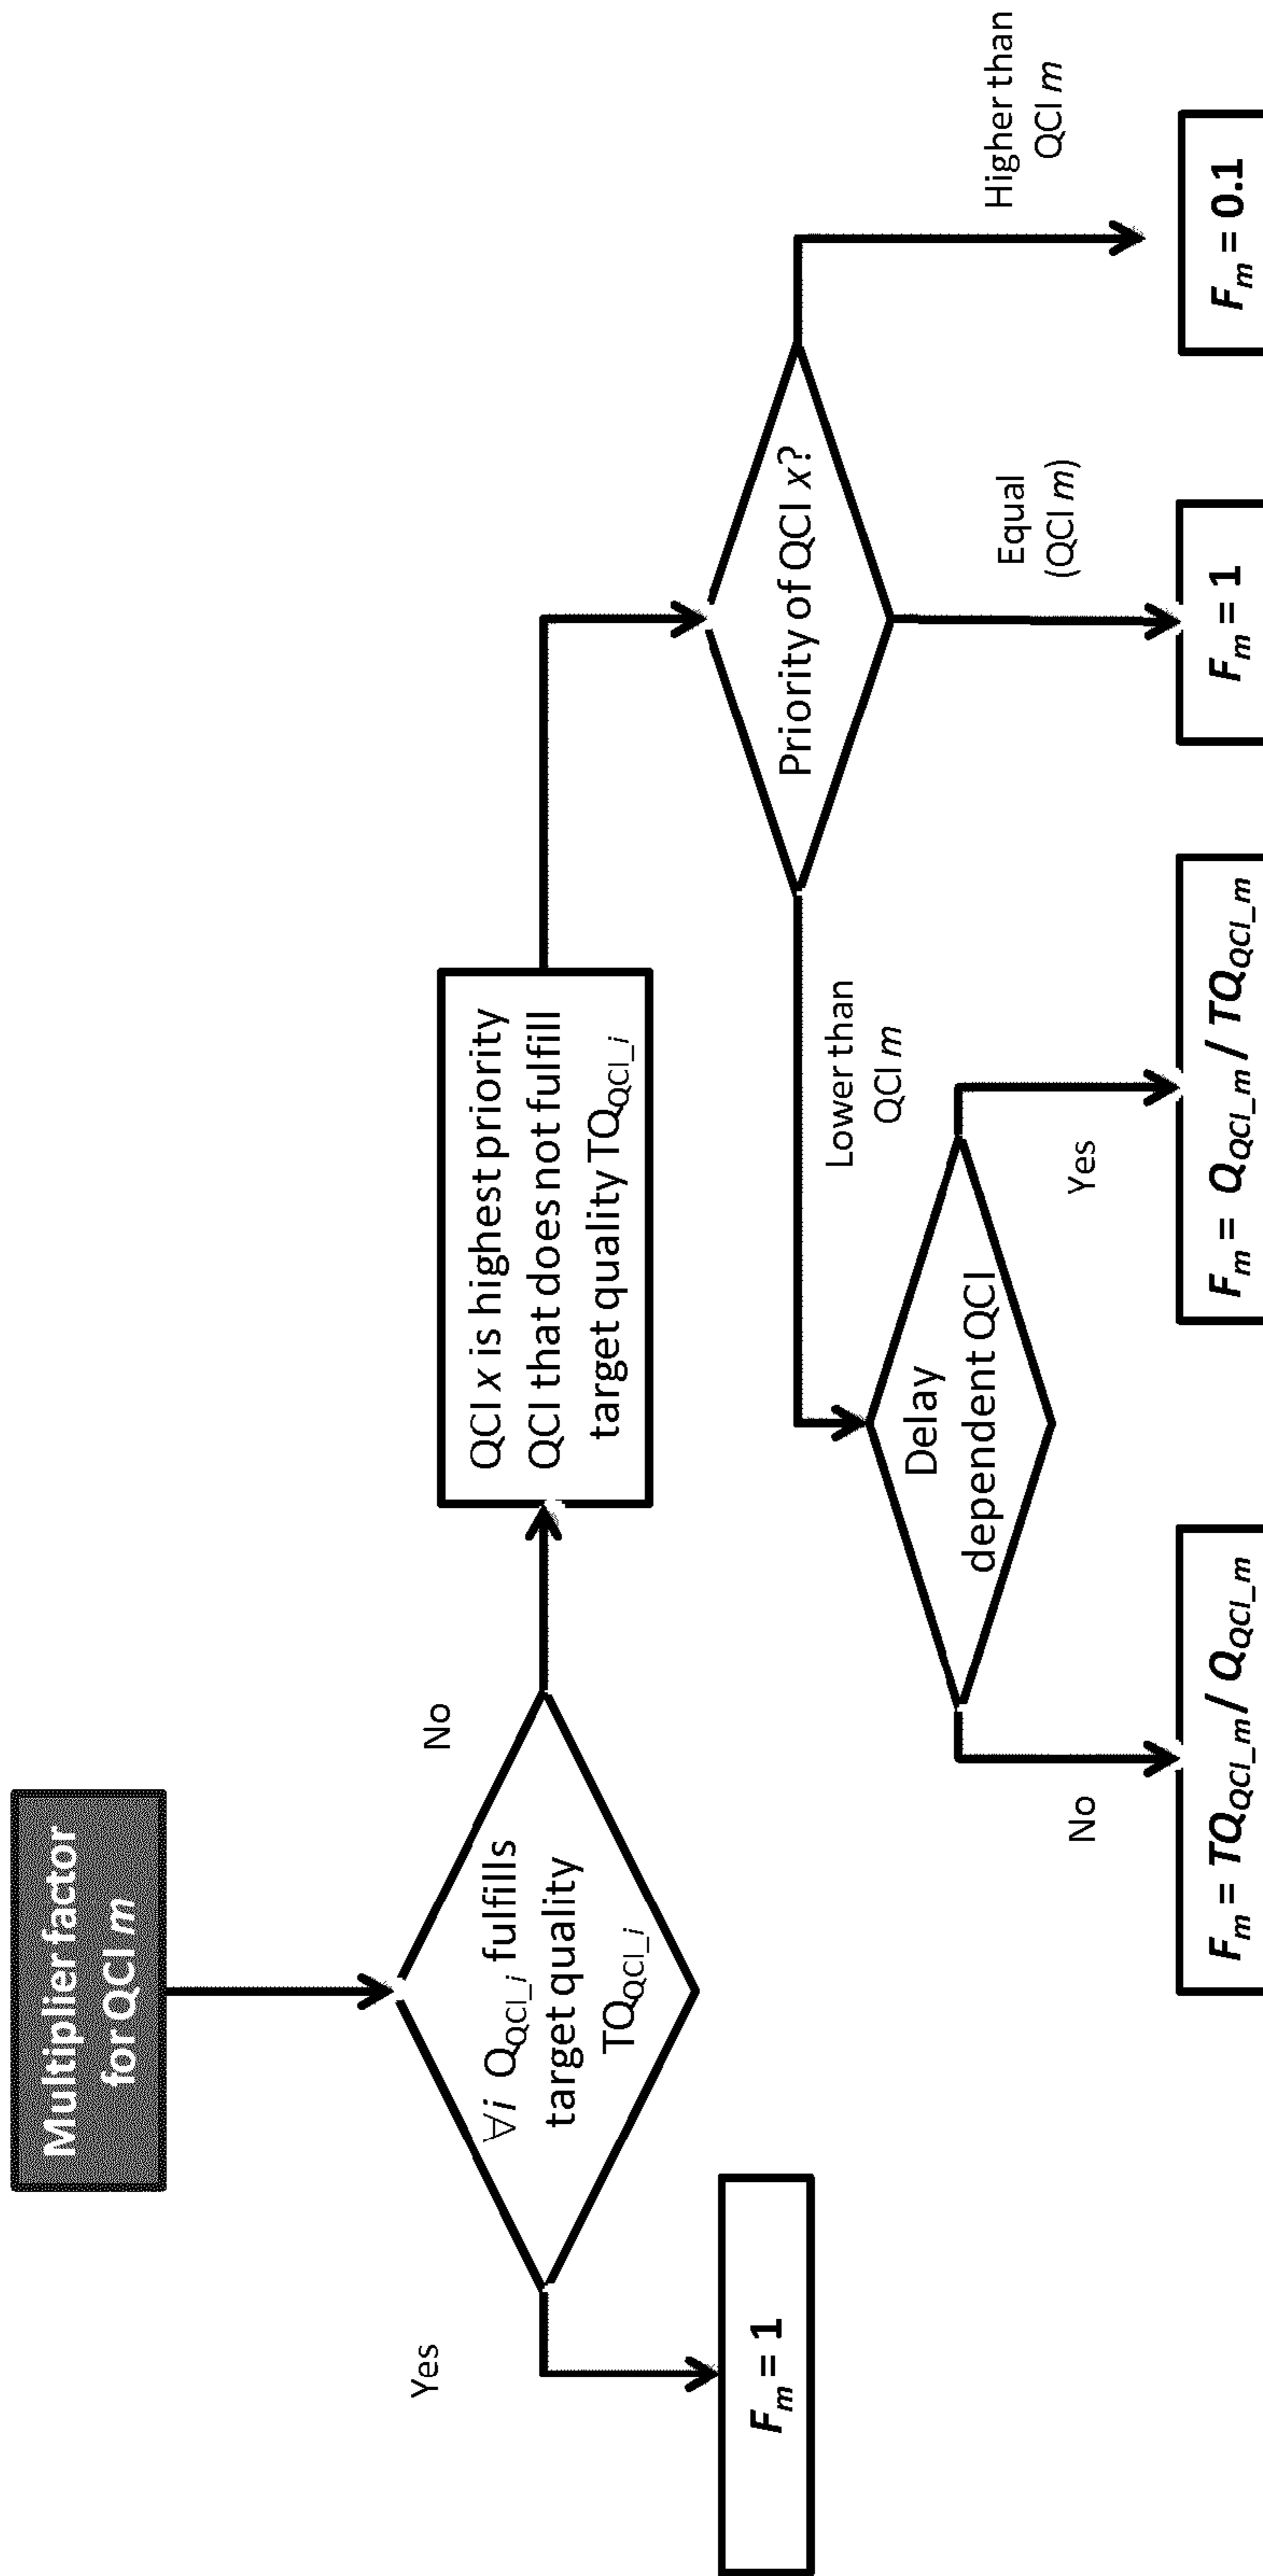 Multiplier factor
for QCI m
Yes
No
∀i Q_QCI_i fulfills
target quality
TQ_QCI_i
F_m = 1
QCI x is highest priority
QCI that does not fulfill
target quality TQ_QCI_i
Priority of QCI x?
Lower than
QCI m
Equal
(QCI m)
Higher than
QCI m
Delay
dependent QCI
No
Yes
F_m = TQ_QCI_m / Q_QCI_m
F_m = Q_QCI_m / TQ_QCI_m
F_m = 1
F_m = 0.1